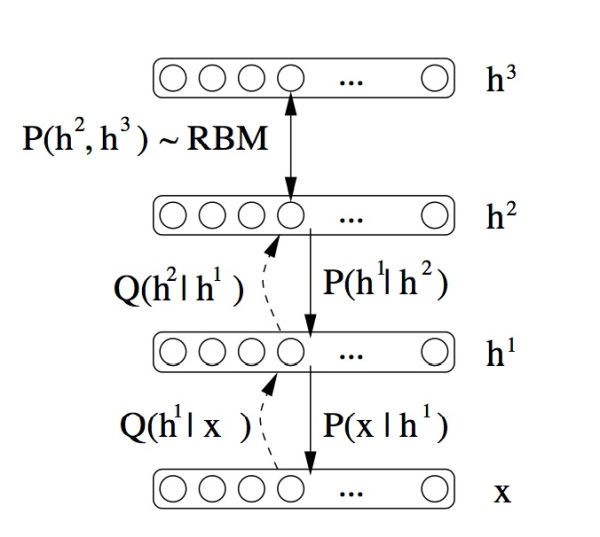 ... h³
P(h², h³) ~ RBM
... h²
Q(h² | h¹) P(h¹ | h²)
... h¹
Q(h¹ | x) P(x | h¹)
... x